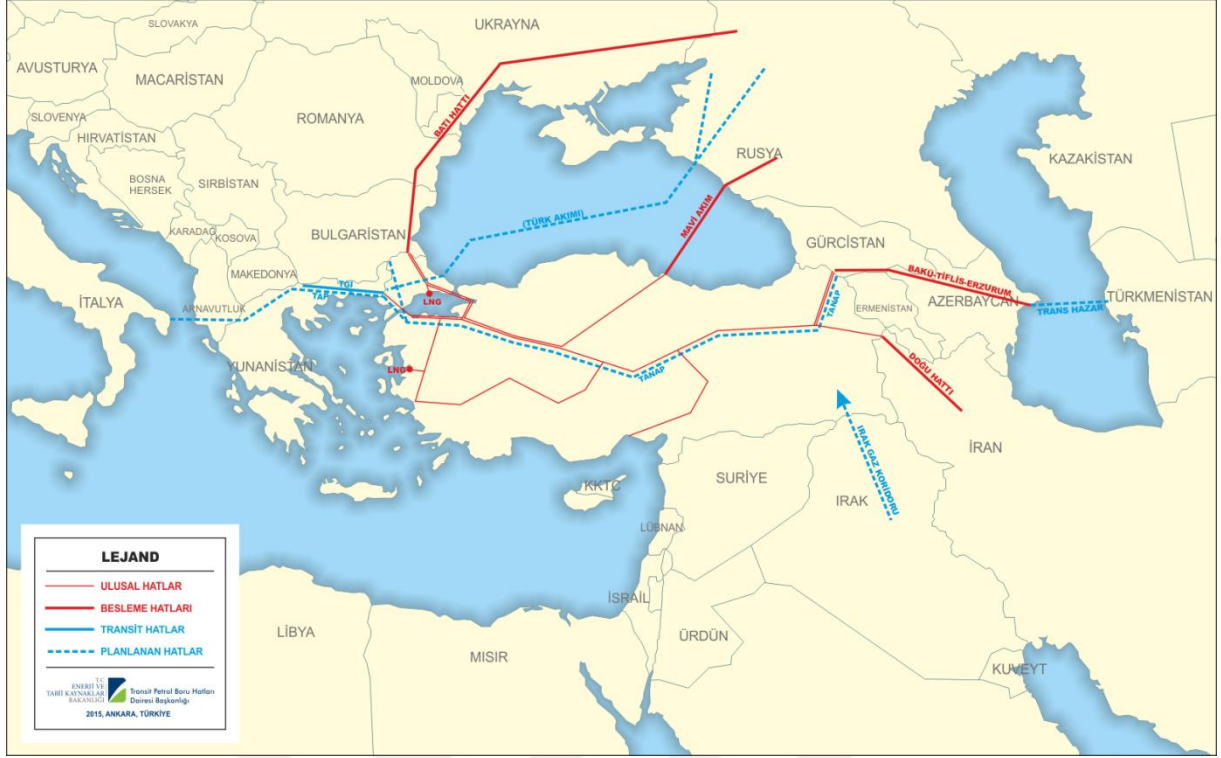 SLOVAKYA
UKRAYNA
AVUSTURYA
MACARİSTAN
MOLDOVA
SLOVENYA
ROMANYA
HIRVATİSTAN
BATI HATTI
RUSYA
KAZAKİSTAN
BOSNA
HERSEK
SIRBİSTAN
(TÜRK AKIMI)
MAVİ AKIM
KARADAĞ
KOSOVA
BULGARİSTAN
GÜRCİSTAN
MAKEDONYA
BAKÜ-TİFLİS-ERZURUM
İTALYA
TGI
TAP
LNG
ARNAVUTLUK
TANAP
ERMENİSTAN
AZERBAYCAN
TRANS HAZAR
TÜRKMENİSTAN
YUNANİSTAN
LNG
TANAP
DOĞU HATTI
İRAN
IRAK GAZ KORİDORU
SURİYE
KKTC
IRAK
LÜBNAN
İSRAİL
ÜRDÜN
LİBYA
MISIR
KUVEYT
LEJAND
ULUSAL HATLAR
BESLEME HATLARI
TRANSİT HATLAR
PLANLANAN HATLAR
T.C.
ENERJİ VE
TABİİ KAYNAKLAR
BAKANLIĞI
Transit Petrol Boru Hatları
Dairesi Başkanlığı
2015, ANKARA, TÜRKİYE